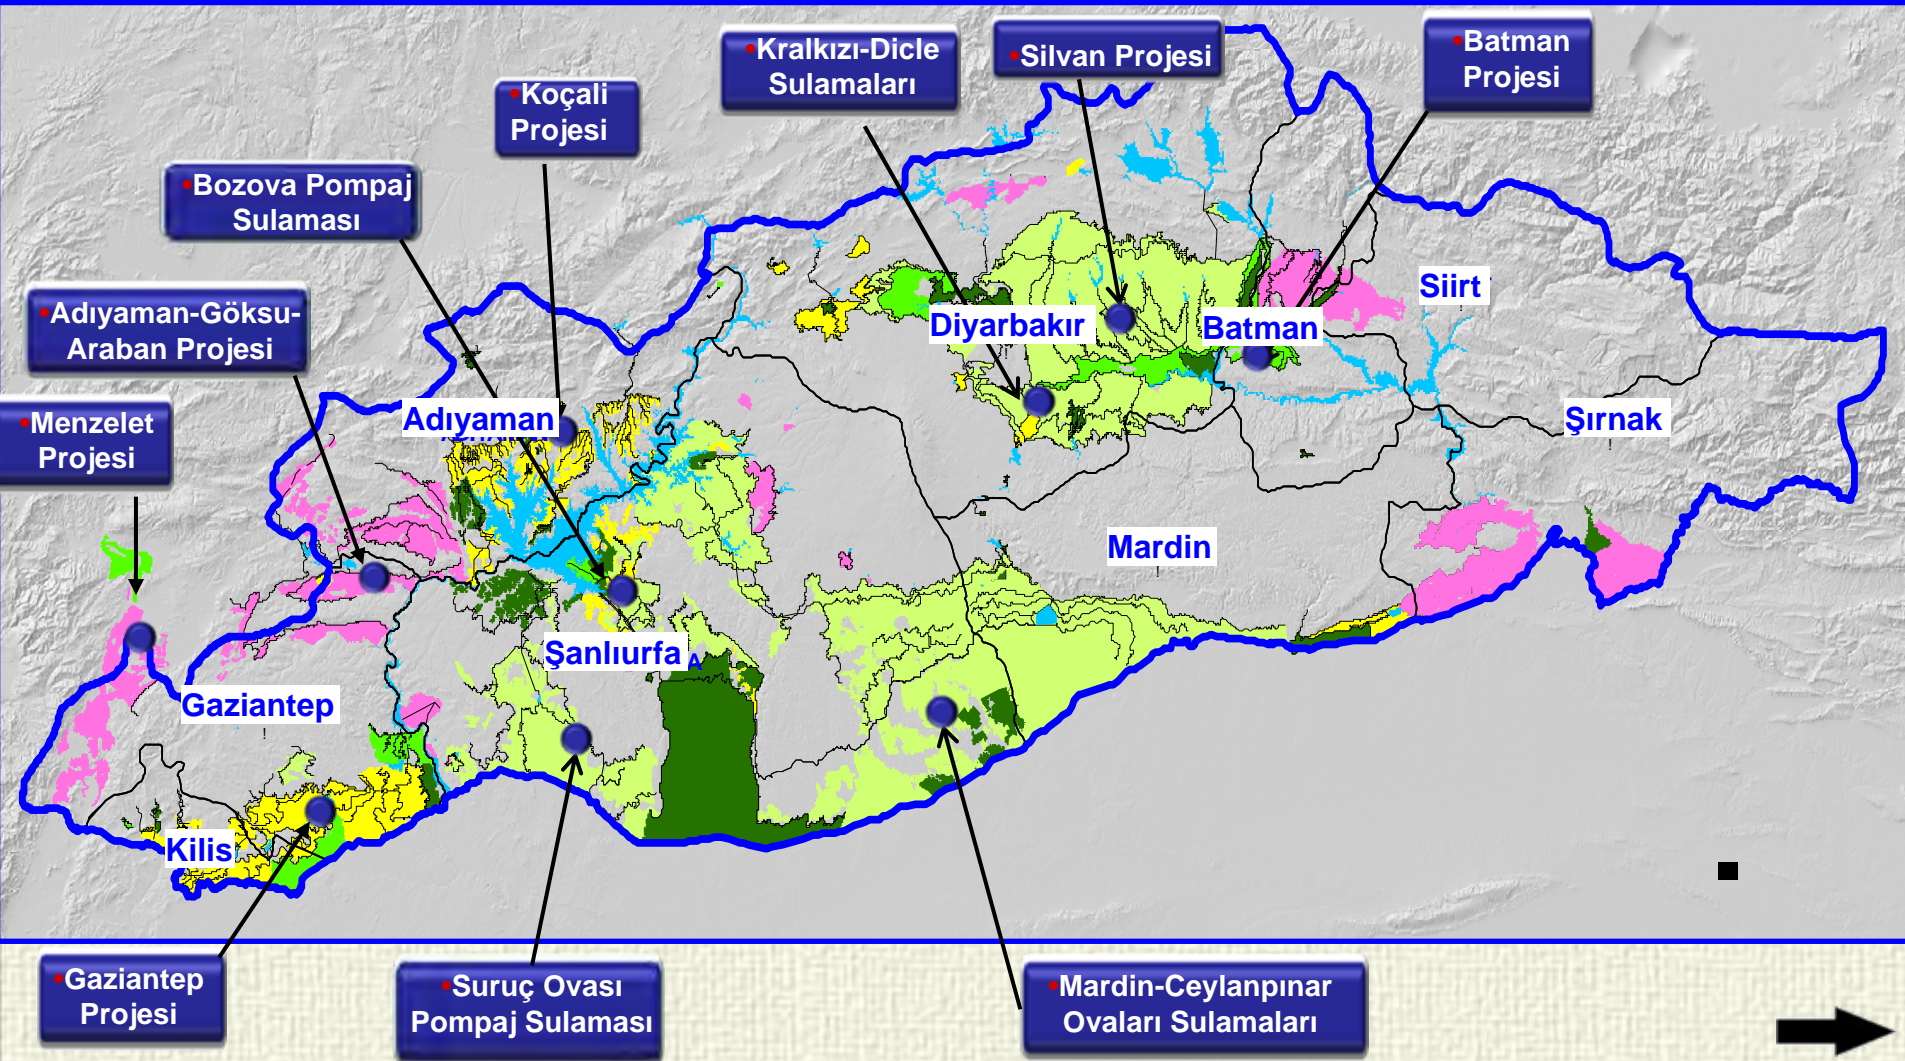 •Kralkızı-Dicle
Sulamaları
•Silvan Projesi
•Batman
Projesi
•Koçali
Projesi
•Bozova Pompaj
Sulaması
•Adıyaman-Göksu-
Araban Projesi
•Menzelet
Projesi
Siirt
Diyarbakır
Batman
Adıyaman
Şırnak
Mardin
Şanlıurfa
Gaziantep
Kilis
•Gaziantep
Projesi
•Suruç Ovası
Pompaj Sulaması
•Mardin-Ceylanpınar
Ovaları Sulamaları